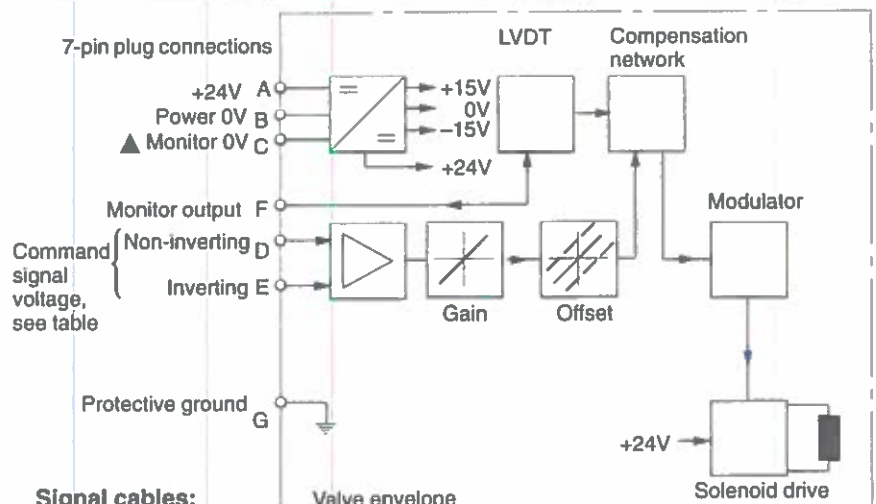 7-pin plug connections
LVDT
Compensation
network
+24V A
Power 0V B
▲ Monitor 0V C
+15V
0V
−15V
+24V
Monitor output F
Modulator
Command
signal
voltage,
see table
Non-inverting D
Inverting E
Gain
Offset
Protective ground
G
+24V
Solenoid drive
Signal cables:
Valve envelope